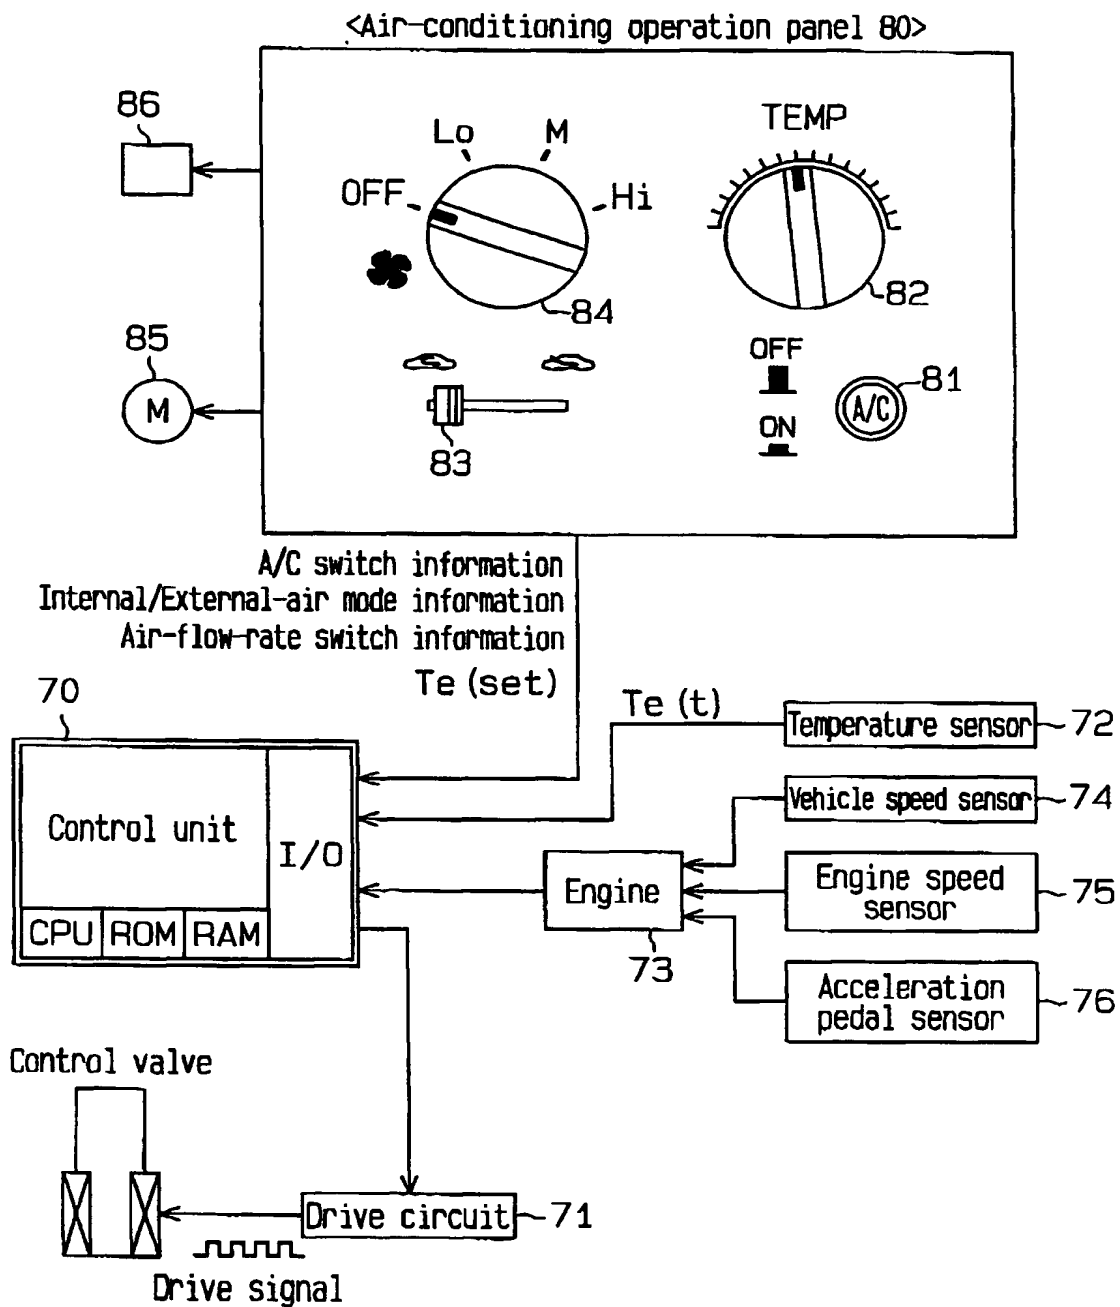 <Air-conditioning operation panel 80>
86
Lo
M
TEMP
OFF
Hi
84
82
85
M
OFF
81
A/C
ON
83
A/C switch information
Internal/External-air mode information
Air-flow-rate switch information
Te (set)
70
Te (t)
Temperature sensor
72
Vehicle speed sensor
74
Control unit
I/O
Engine
Engine speed
sensor
75
CPU
ROM
RAM
73
Acceleration
pedal sensor
76
Control valve
Drive circuit
71
Drive signal